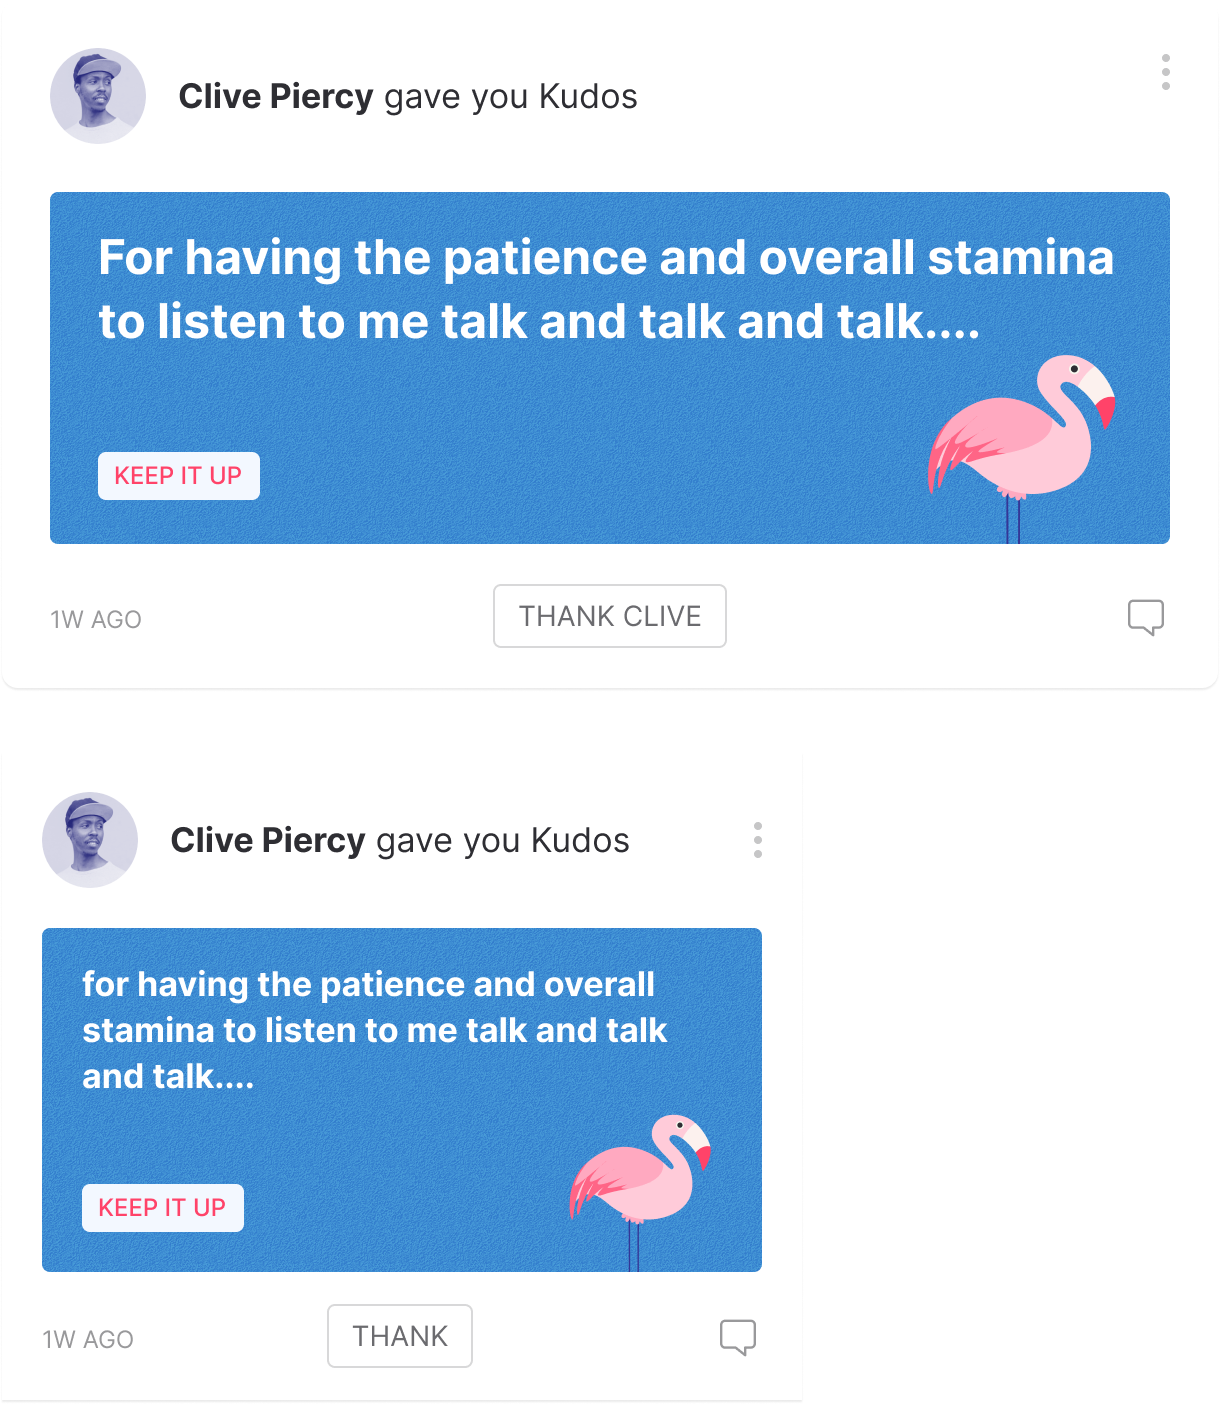 Clive Piercy gave you Kudos
For having the patience and overall stamina
to listen to me talk and talk and talk....
KEEP IT UP
1W AGO
THANK CLIVE
Clive Piercy gave you Kudos
for having the patience and overall
stamina to listen to me talk and talk
and talk....
KEEP IT UP
1W AGO
THANK